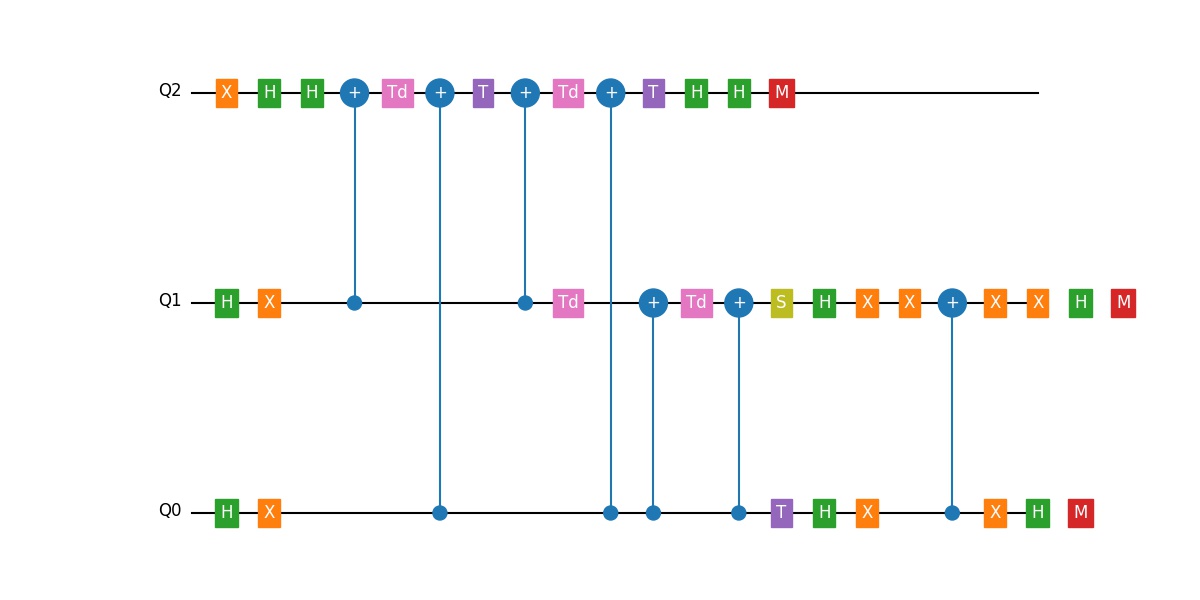 Q2 X H H + Td + T + Td + T H H M
Q1 H X Td + Td + S H X X + X X H M
Q0 H X T H X X H M